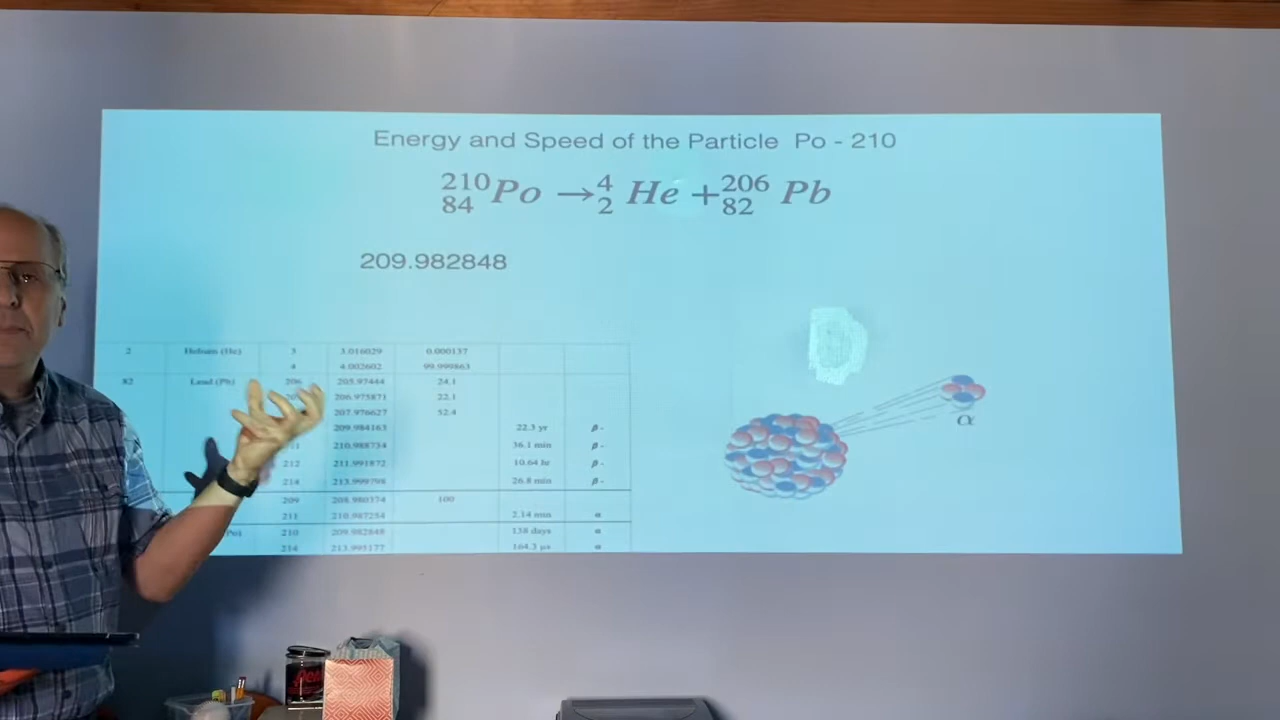 Energy and Speed of the Particle Po - 210
210 84 Po → 4 2 He + 206 82 Pb
209.982848
2 Helium (He) 3 3.016029 0.000137
4 4.002602 99.999863
82 Lead (Pb) 206 205.97444 24.1
206.975871 22.1
207.976627 52.4
209.984163 22.3 yr β-
210.988734 36.1 min β-
212 211.991872 10.64 hr β-
214 213.999798 26.8 min β-
209 208.980374 100
211 210.987254 2.14 min α
210 209.982848 138 days α
214 213.995177 164.3 μs α
α